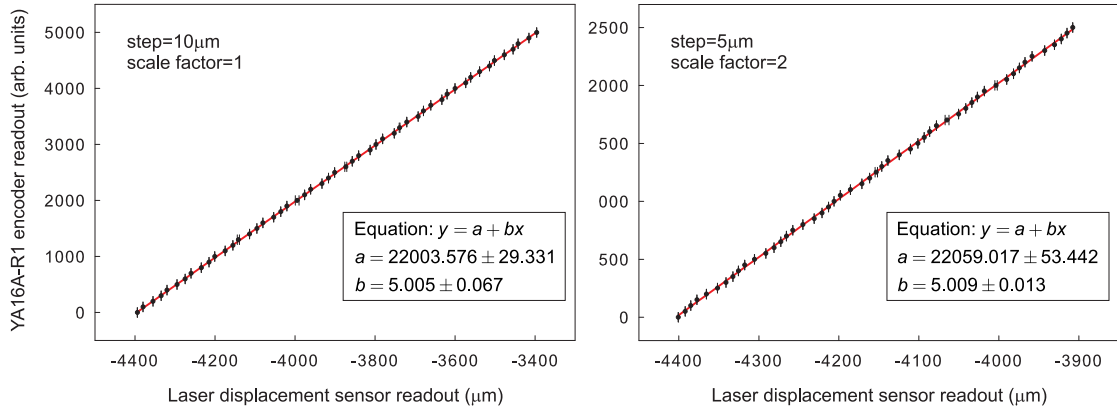 YA16A-R1 encoder readout (arb. units)
5000
4000
3000
2000
1000
0
step=10μm
scale factor=1
Equation: y = a + bx
a = 22003.576 ± 29.331
b = 5.005 ± 0.067
-4400 -4200 -4000 -3800 -3600 -3400
Laser displacement sensor readout (μm)
2500
2000
500
000
500
0
step=5μm
scale factor=2
Equation: y = a + bx
a = 22059.017 ± 53.442
b = 5.009 ± 0.013
-4400 -4300 -4200 -4100 -4000 -3900
Laser displacement sensor readout (μm)